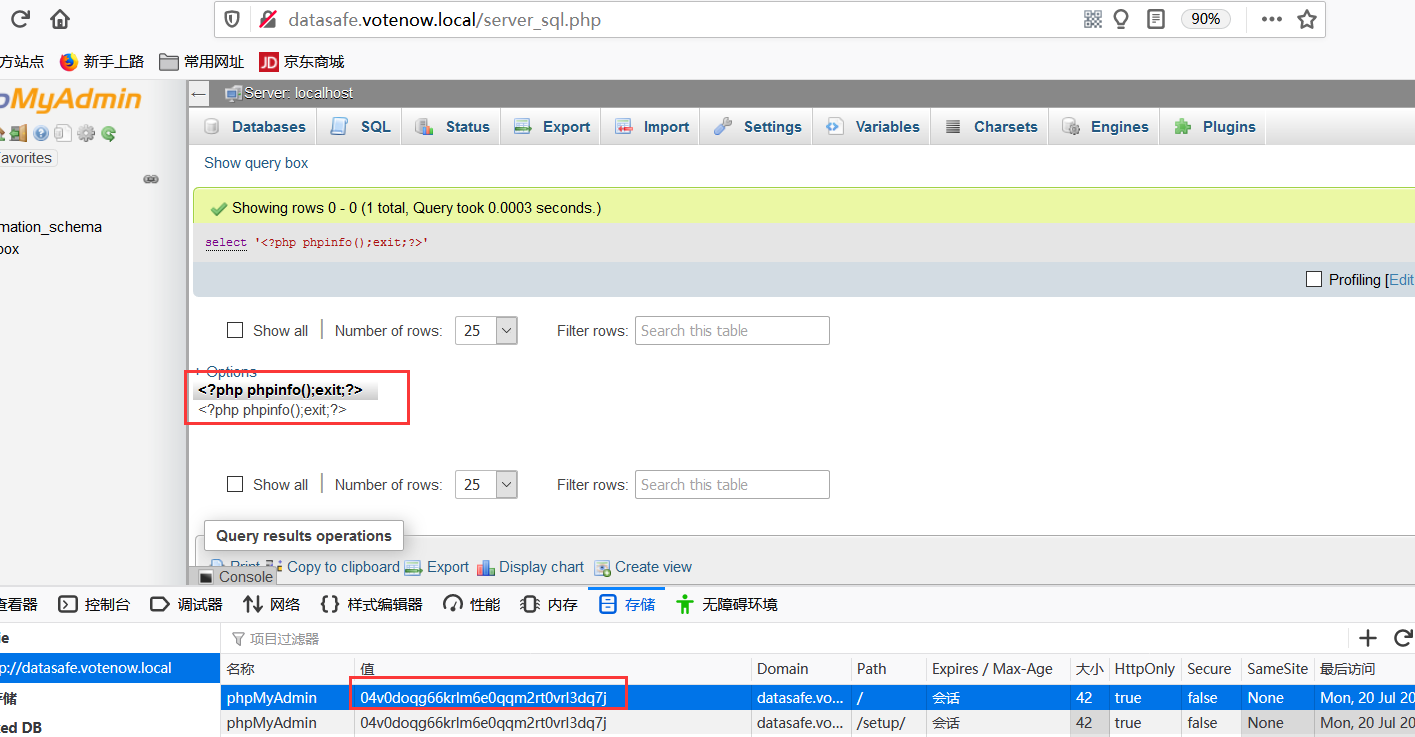 datasafe.votenow.local/server_sql.php 90%
方站点 新手上路 常用网址 JD 京东商城
pMyAdmin
← Server: localhost
Databases SQL Status Export Import Settings Variables Charsets Engines Plugins
avorites
Show query box
Showing rows 0 - 0 (1 total, Query took 0.0003 seconds.)
mation_schema
box
select '<?php phpinfo();exit;?>'
Profiling [Edit
Show all Number of rows: 25 Filter rows: Search this table
+ Options
<?php phpinfo();exit;?>
<?php phpinfo();exit;?>
Show all Number of rows: 25 Filter rows: Search this table
Query results operations
Print Copy to clipboard Export Display chart Create view
Console
查看器 控制台 调试器 网络 样式编辑器 性能 内存 存储 无障碍环境
ie 项目过滤器
p://datasafe.votenow.local 名称 值 Domain Path Expires / Max-Age 大小 HttpOnly Secure SameSite 最后访问
存储 phpMyAdmin 04v0doqg66krlm6e0qqm2rt0vrl3dq7j datasafe.vo... / 会话 42 true false None Mon, 20 Jul 20
ed DB phpMyAdmin 04v0doqg66krlm6e0qqm2rt0vrl3dq7j datasafe.vo... /setup/ 会话 42 true false None Mon, 20 Jul 20